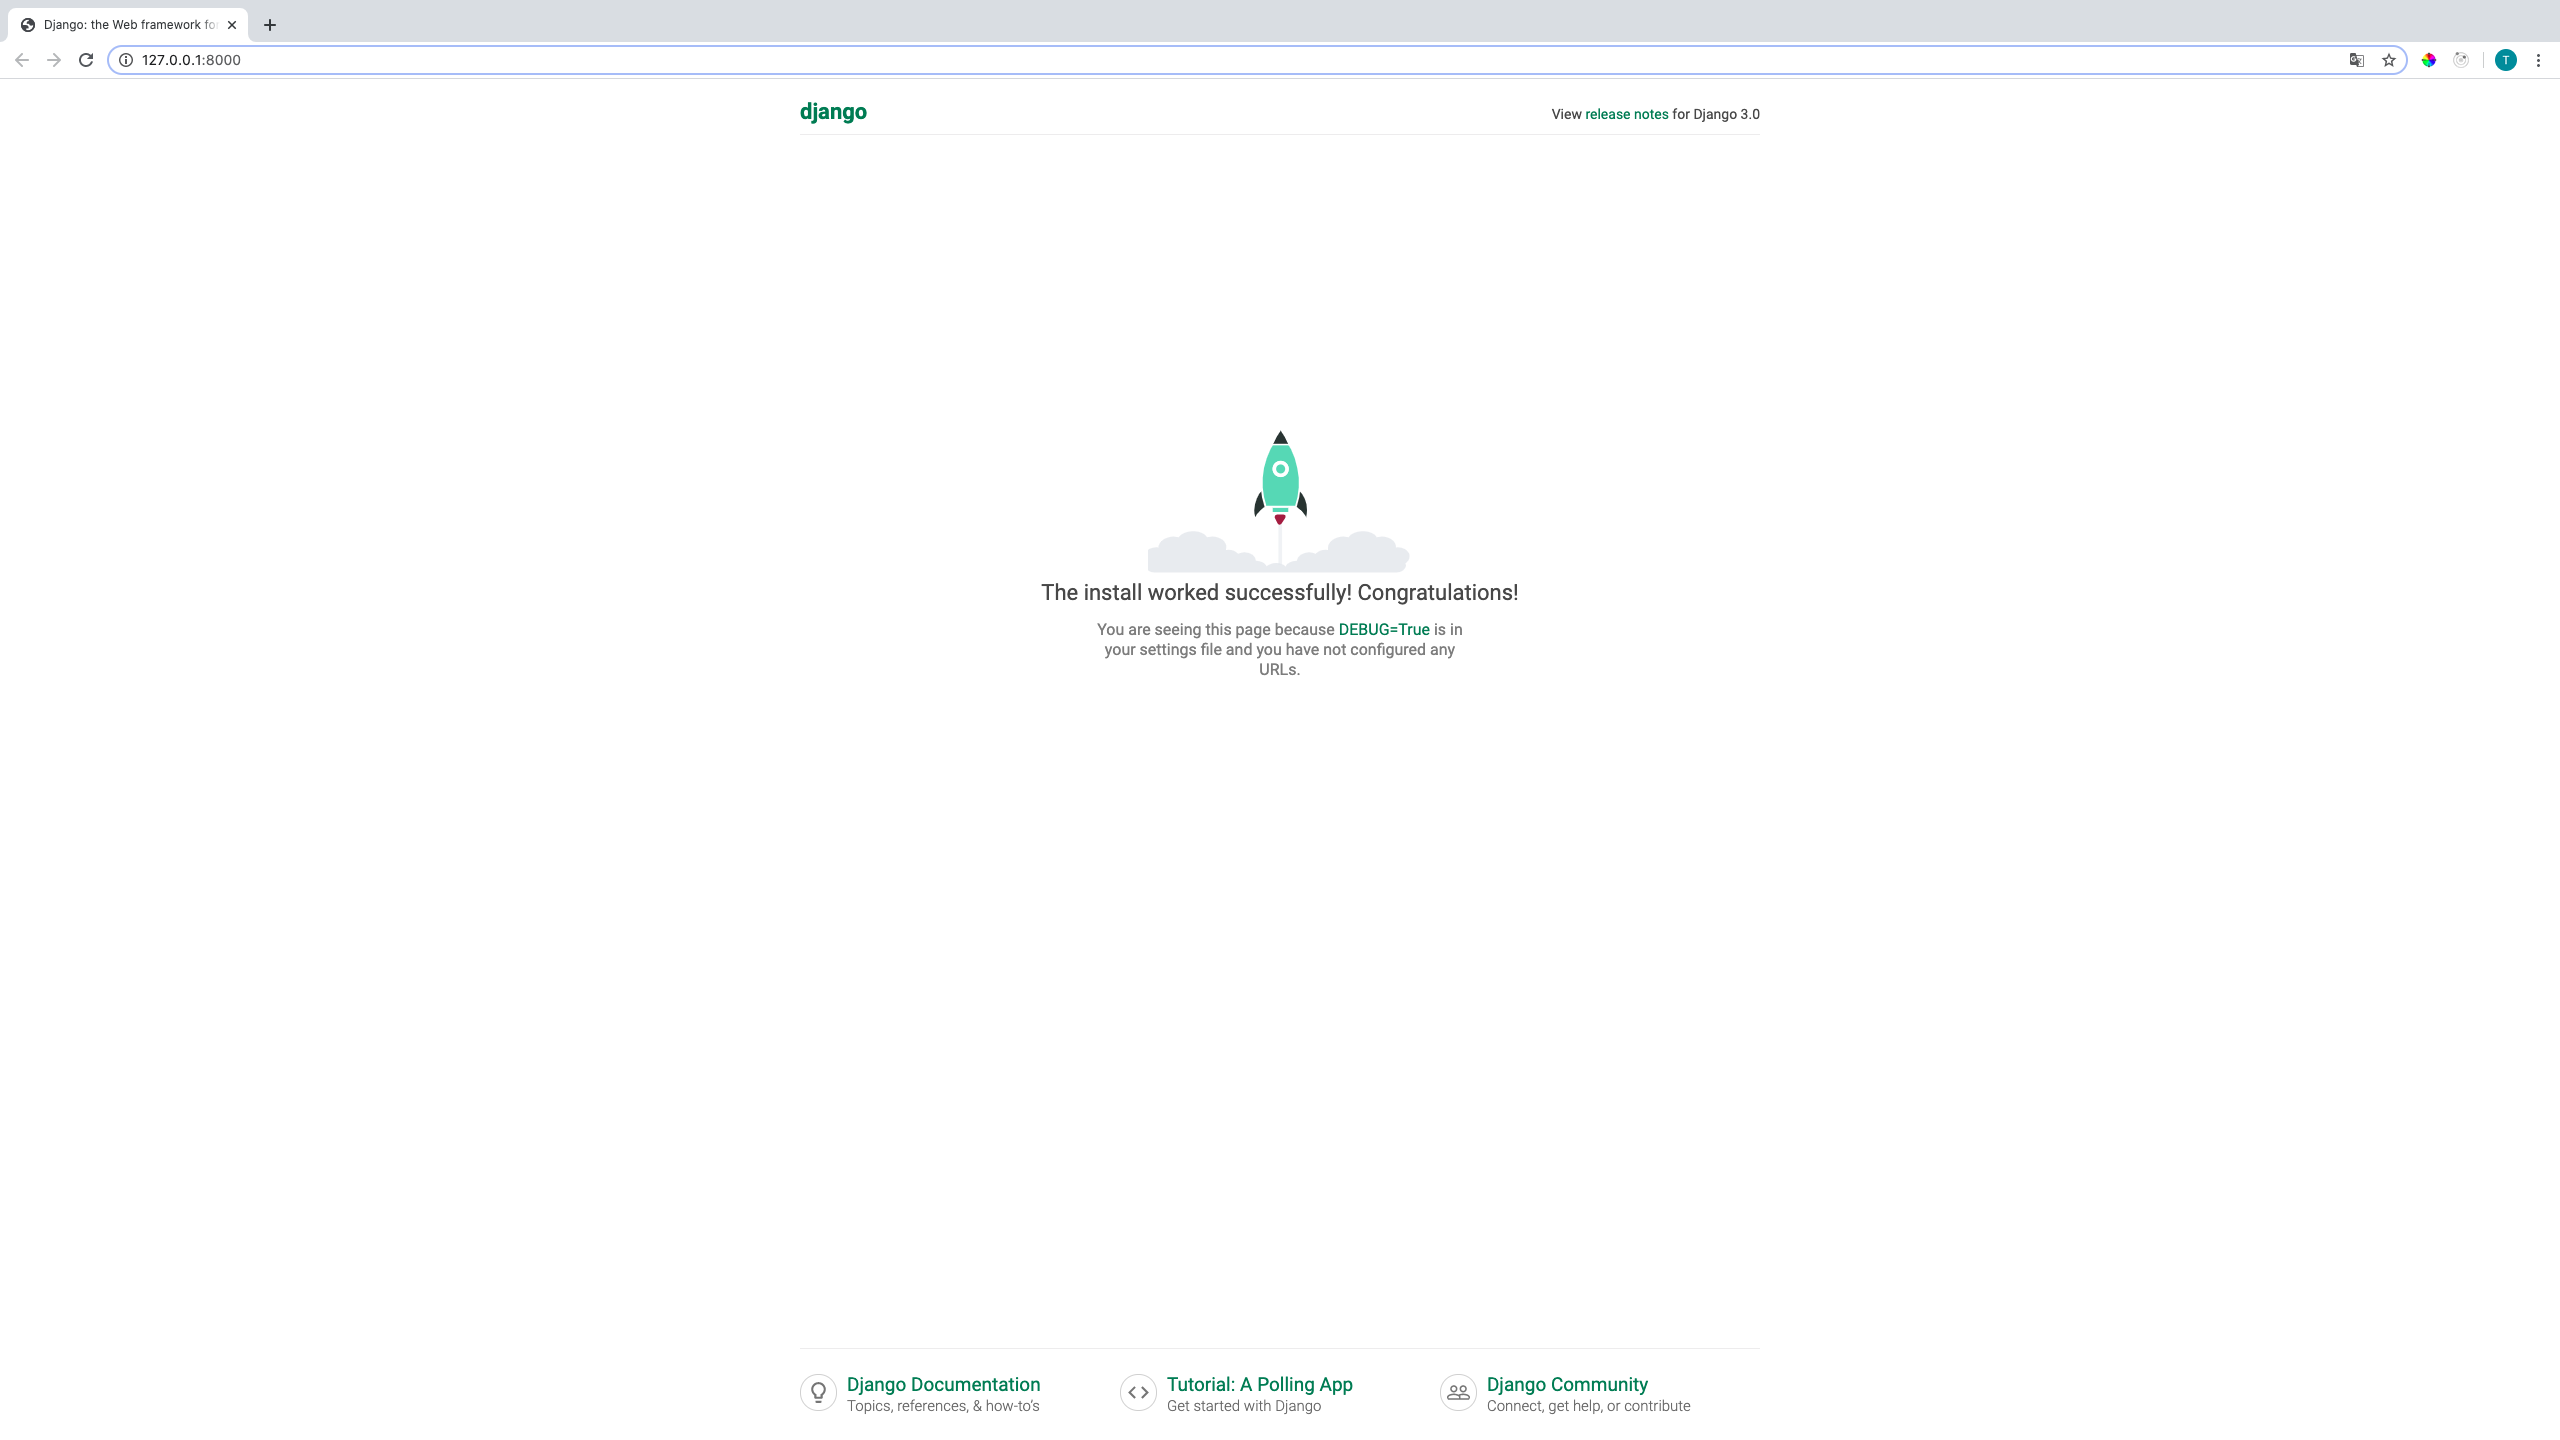 Django: the Web framework fo
127.0.0.1:8000
T
django
View release notes for Django 3.0
The install worked successfully! Congratulations!
You are seeing this page because DEBUG=True is in
your settings file and you have not configured any
URLs.
Django Documentation
Topics, references, & how-to’s
Tutorial: A Polling App
Get started with Django
Django Community
Connect, get help, or contribute